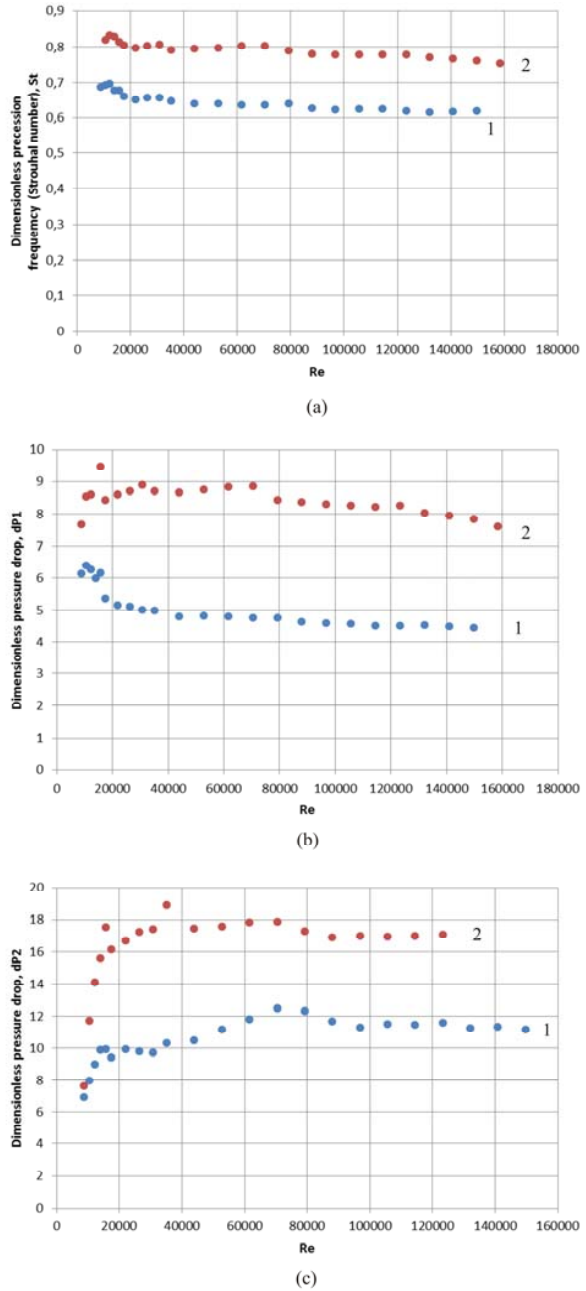 0,9
0,8
0,7
0,6
0,5
0,4
0,3
0,2
0,1
0
2
1
Dimensionless precession
frequemcy (Strouhal number), St
0 20000 40000 60000 80000 100000 120000 140000 160000 180000
Re
(a)
10
9
8
7
6
5
4
3
2
1
0
2
1
Dimensionless pressure drop, dP1
0 20000 40000 60000 80000 100000 120000 140000 160000 180000
Re
(b)
20
18
16
14
12
10
8
6
4
2
0
2
1
Dimensionless pressure drop, dP2
0 20000 40000 60000 80000 100000 120000 140000 160000
Re
(c)